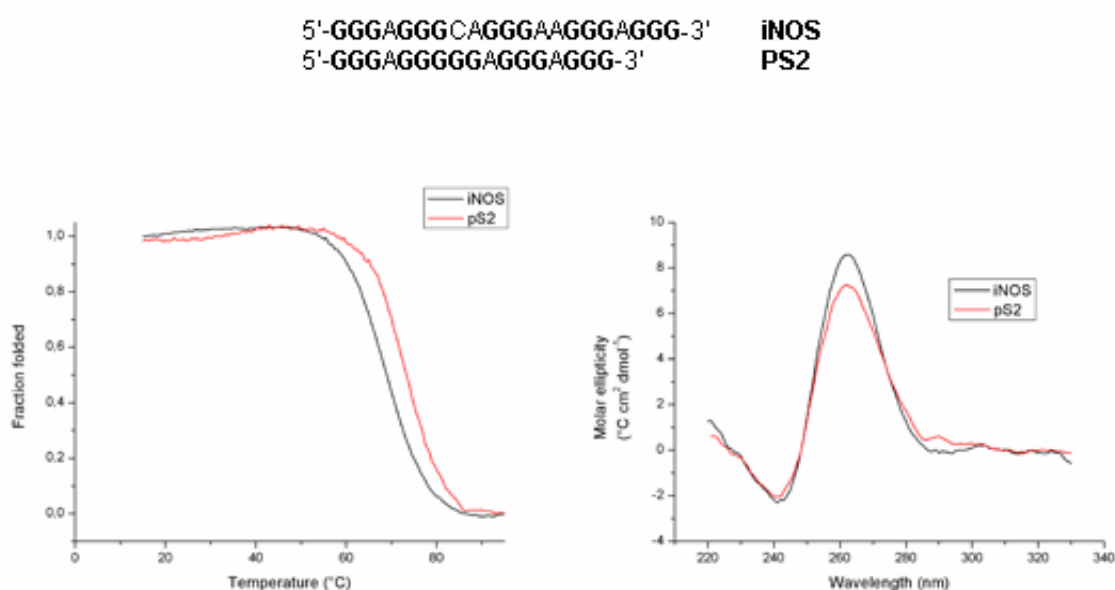 5'-GGGAGGGCAGGGAAGGGAGGG-3' iNOS
5'-GGGAGGGGGAGGGAGGG-3' PS2
iNOS
pS2
1,0
0,8
0,6
0,4
0,2
0,0
0 20 40 60 80
Temperature (°C)
Fraction folded
iNOS
pS2
10
8
6
4
2
0
-2
-4
220 240 260 280 300 320 340
Wavelength (nm)
Molar ellipticity
(°C cm² dmol⁻¹)